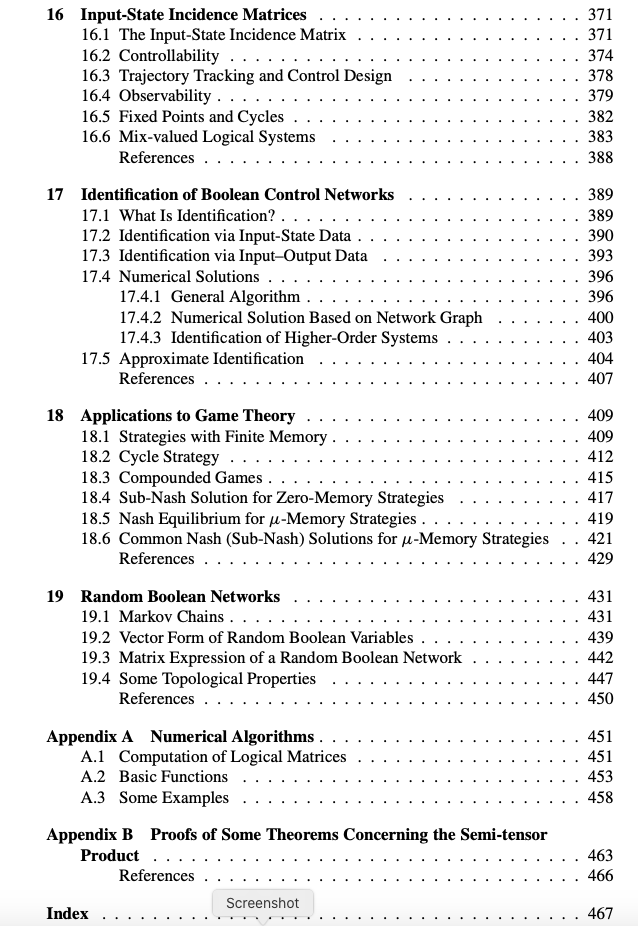 16 Input-State Incidence Matrices . . . . . . . . . . . . . . . . . . . . . 371
16.1 The Input-State Incidence Matrix . . . . . . . . . . . . . . . . . . 371
16.2 Controllability . . . . . . . . . . . . . . . . . . . . . . . . . . . . 374
16.3 Trajectory Tracking and Control Design . . . . . . . . . . . . . . 378
16.4 Observability . . . . . . . . . . . . . . . . . . . . . . . . . . . . . 379
16.5 Fixed Points and Cycles . . . . . . . . . . . . . . . . . . . . . . . 382
16.6 Mix-valued Logical Systems . . . . . . . . . . . . . . . . . . . . 383
References . . . . . . . . . . . . . . . . . . . . . . . . . . . . . . 388
17 Identification of Boolean Control Networks . . . . . . . . . . . . . . 389
17.1 What Is Identification? . . . . . . . . . . . . . . . . . . . . . . . . 389
17.2 Identification via Input-State Data . . . . . . . . . . . . . . . . . . 390
17.3 Identification via Input–Output Data . . . . . . . . . . . . . . . . 393
17.4 Numerical Solutions . . . . . . . . . . . . . . . . . . . . . . . . . 396
17.4.1 General Algorithm . . . . . . . . . . . . . . . . . . . . . . 396
17.4.2 Numerical Solution Based on Network Graph . . . . . . . 400
17.4.3 Identification of Higher-Order Systems . . . . . . . . . . . 403
17.5 Approximate Identification . . . . . . . . . . . . . . . . . . . . . 404
References . . . . . . . . . . . . . . . . . . . . . . . . . . . . . . 407
18 Applications to Game Theory . . . . . . . . . . . . . . . . . . . . . . 409
18.1 Strategies with Finite Memory . . . . . . . . . . . . . . . . . . . . 409
18.2 Cycle Strategy . . . . . . . . . . . . . . . . . . . . . . . . . . . . 412
18.3 Compounded Games . . . . . . . . . . . . . . . . . . . . . . . . . 415
18.4 Sub-Nash Solution for Zero-Memory Strategies . . . . . . . . . . 417
18.5 Nash Equilibrium for μ-Memory Strategies . . . . . . . . . . . . . 419
18.6 Common Nash (Sub-Nash) Solutions for μ-Memory Strategies . . 421
References . . . . . . . . . . . . . . . . . . . . . . . . . . . . . . 429
19 Random Boolean Networks . . . . . . . . . . . . . . . . . . . . . . . 431
19.1 Markov Chains . . . . . . . . . . . . . . . . . . . . . . . . . . . . 431
19.2 Vector Form of Random Boolean Variables . . . . . . . . . . . . . 439
19.3 Matrix Expression of a Random Boolean Network . . . . . . . . . 442
19.4 Some Topological Properties . . . . . . . . . . . . . . . . . . . . 447
References . . . . . . . . . . . . . . . . . . . . . . . . . . . . . . 450
Appendix A Numerical Algorithms . . . . . . . . . . . . . . . . . . . . . 451
A.1 Computation of Logical Matrices . . . . . . . . . . . . . . . . . . 451
A.2 Basic Functions . . . . . . . . . . . . . . . . . . . . . . . . . . . 453
A.3 Some Examples . . . . . . . . . . . . . . . . . . . . . . . . . . . 458
Appendix B Proofs of Some Theorems Concerning the Semi-tensor
Product . . . . . . . . . . . . . . . . . . . . . . . . . . . . . . . . . . 463
References . . . . . . . . . . . . . . . . . . . . . . . . . . . . . . 466
Screenshot
Index . . . . . . . . . . . . . . . . . . . . . . . . . . . . . . . . . . . . . . 467